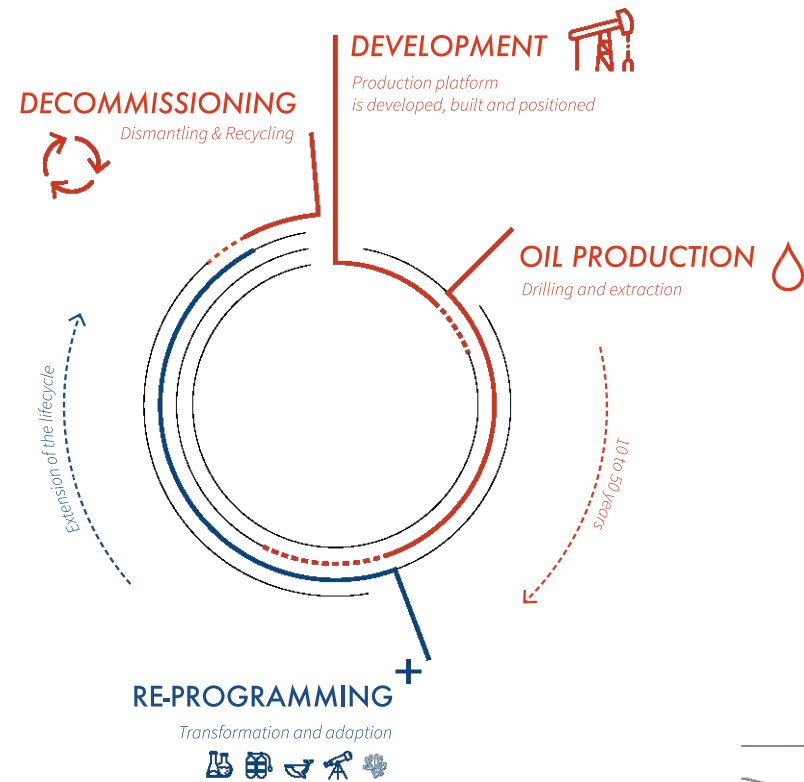 DEVELOPMENT
Production platform
is developed, built and positioned
DECOMMISSIONING
Dismantling & Recycling
OIL PRODUCTION
Drilling and extraction
10 to 50 years
Extension of the lifecycle
RE-PROGRAMMING +
Transformation and adaption